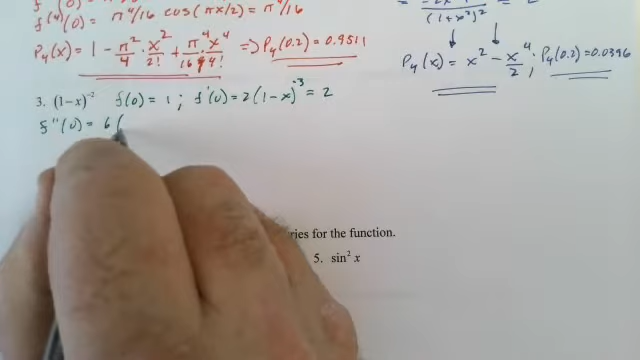 f⁽⁴⁾(0) = π⁴/16 cos(πx/2) = π⁴/16
P₄(x) = 1 - π²/4 · x²/2! + π⁴/16 · x⁴/4! => P₄(0.2) = 0.9511
(1+x²)²
P₄(x) = x² - x⁴/2 ; P₄(0.2) = 0.0396
3. (1-x)⁻² f(0) = 1 ; f'(0) = 2(1-x)⁻³ = 2
f''(0) = 6(
ries for the function.
5. sin² x